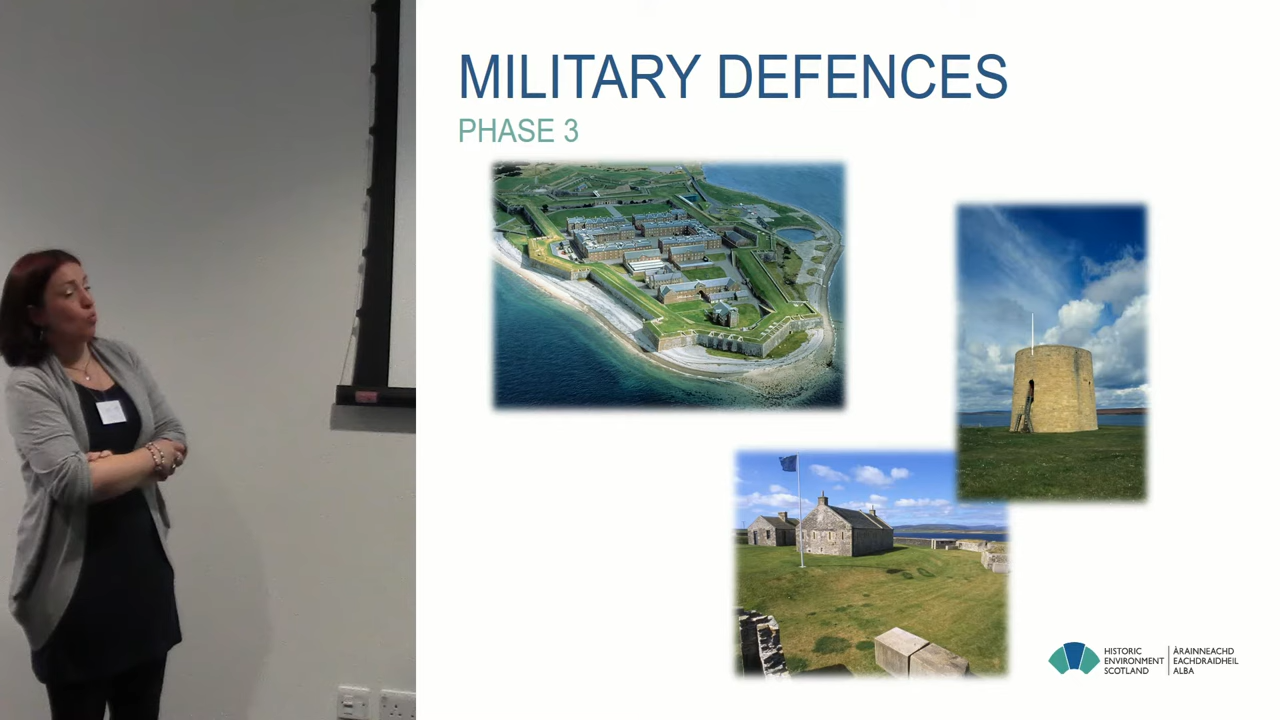 MILITARY DEFENCES
PHASE 3
HISTORIC
ENVIRONMENT
SCOTLAND
ÀRAINNEACHD
EACHDRAIDHEIL
ALBA